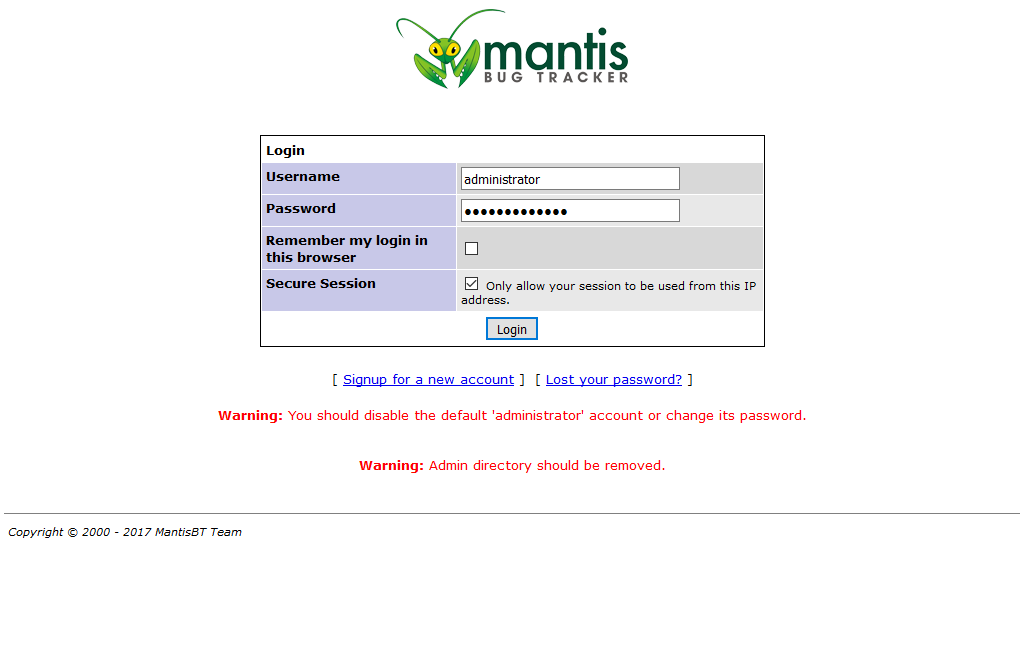 mantis
BUG TRACKER
Login
Username administrator
Password •••••••••••••
Remember my login in
this browser
Secure Session Only allow your session to be used from this IP
address.
Login
[ Signup for a new account ] [ Lost your password? ]
Warning: You should disable the default 'administrator' account or change its password.
Warning: Admin directory should be removed.
Copyright © 2000 - 2017 MantisBT Team